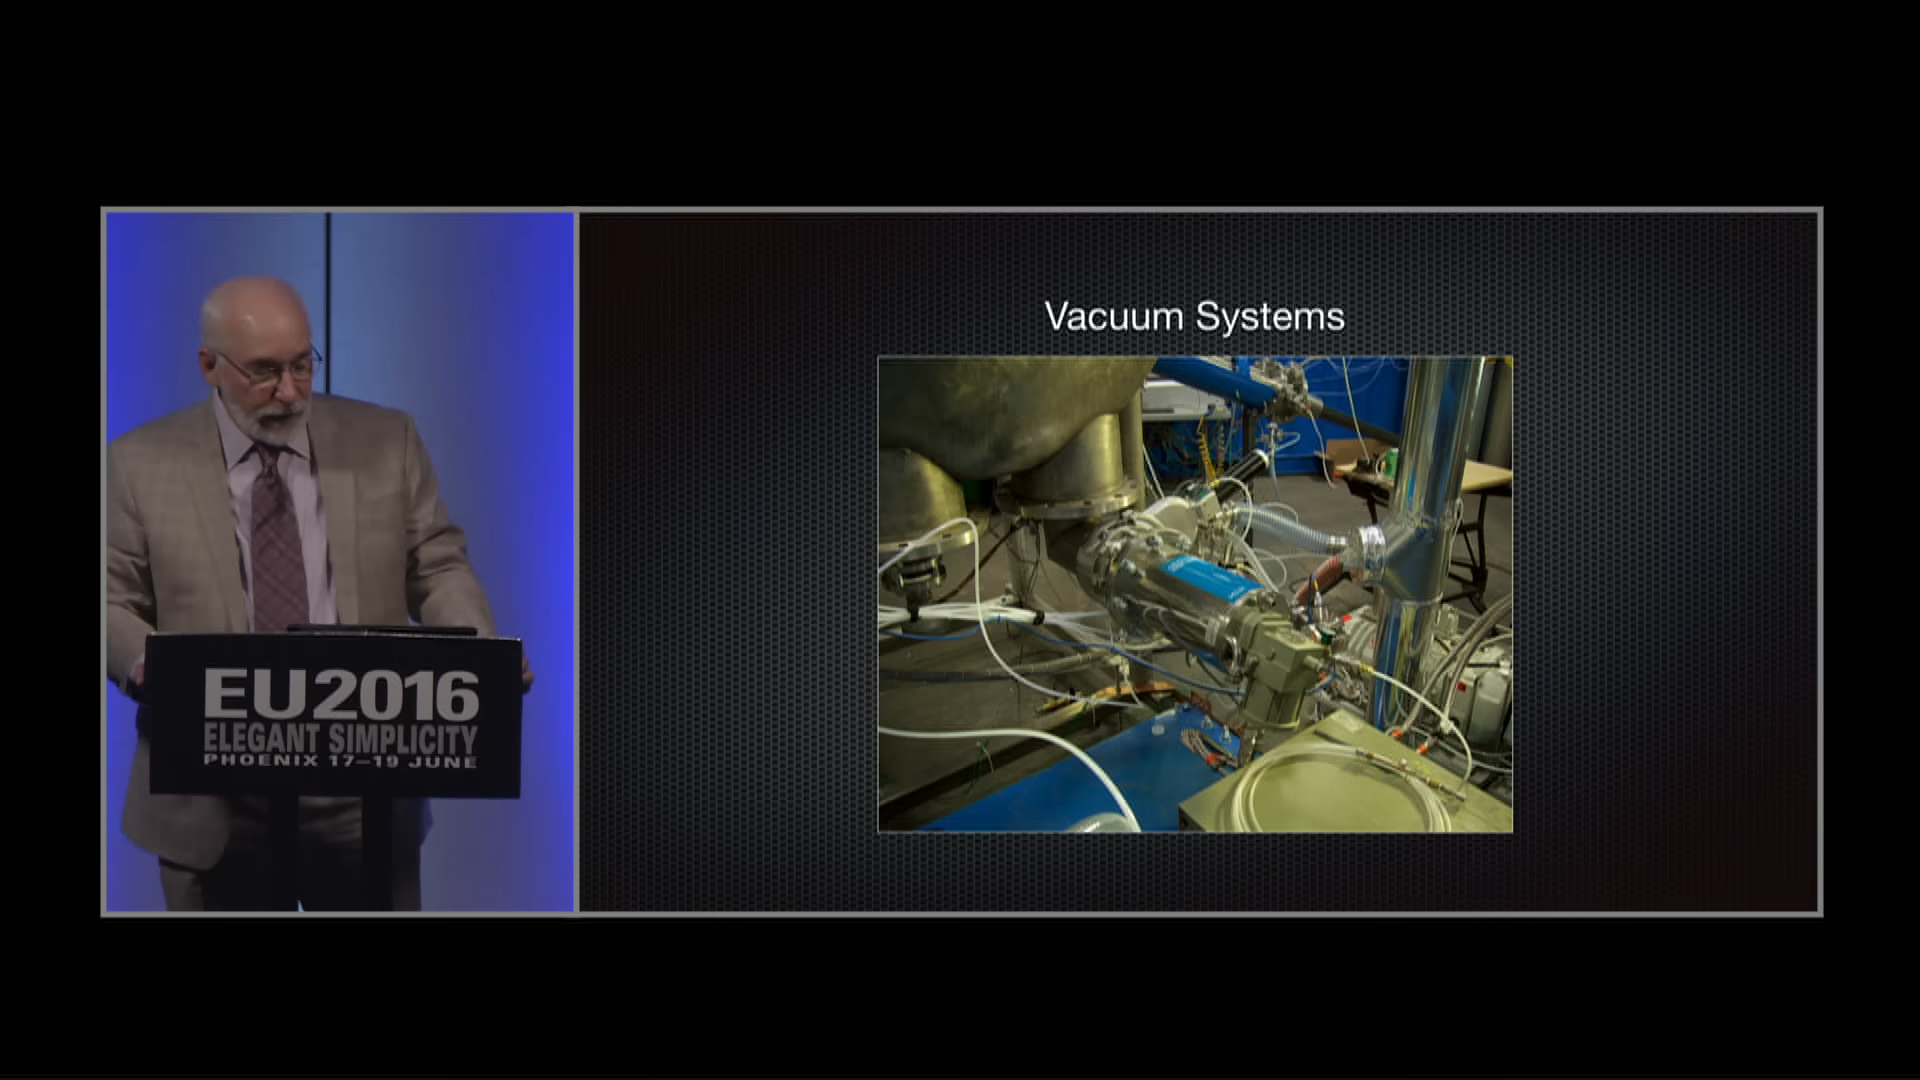 Vacuum Systems
EU2016
ELEGANT SIMPLICITY
PHOENIX 17–19 JUNE